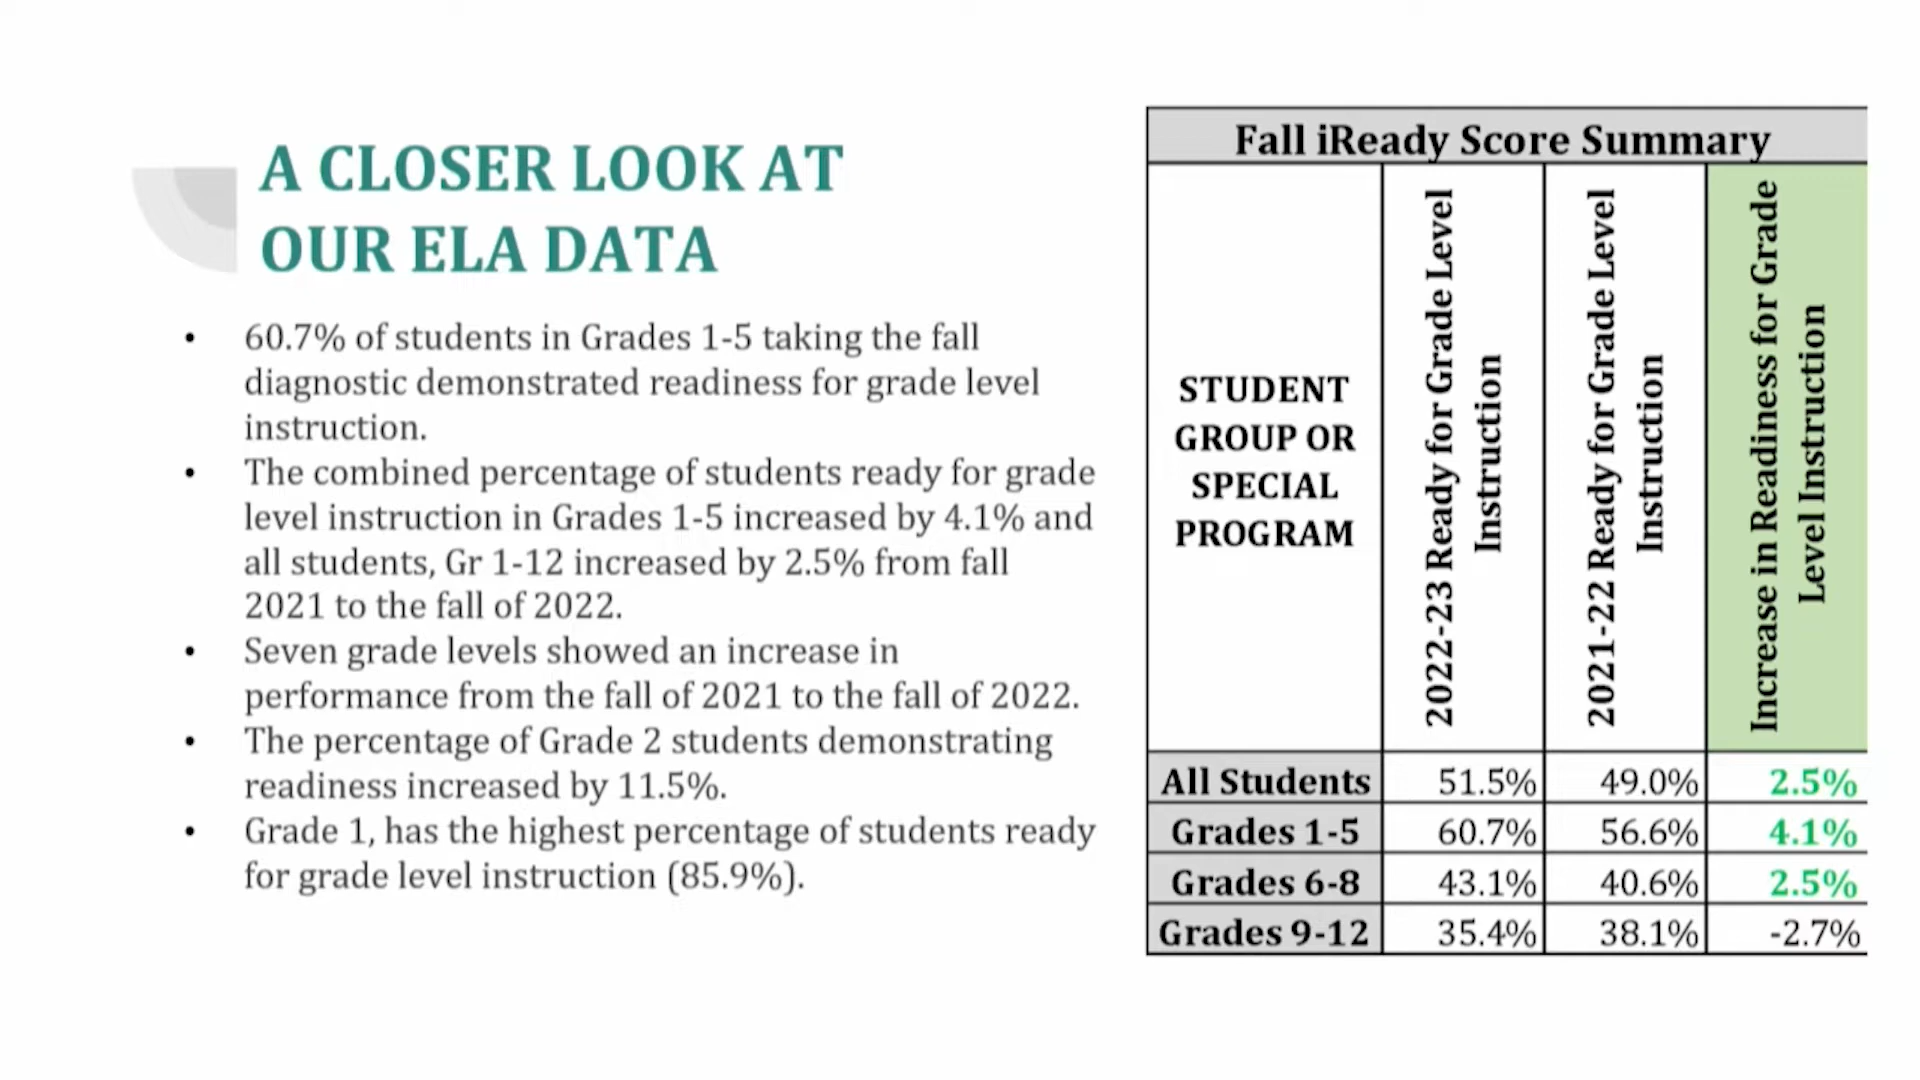 A CLOSER LOOK AT
OUR ELA DATA
• 60.7% of students in Grades 1-5 taking the fall
diagnostic demonstrated readiness for grade level
instruction.
• The combined percentage of students ready for grade
level instruction in Grades 1-5 increased by 4.1% and
all students, Gr 1-12 increased by 2.5% from fall
2021 to the fall of 2022.
• Seven grade levels showed an increase in
performance from the fall of 2021 to the fall of 2022.
• The percentage of Grade 2 students demonstrating
readiness increased by 11.5%.
• Grade 1, has the highest percentage of students ready
for grade level instruction (85.9%).
Fall iReady Score Summary
STUDENT
GROUP OR
SPECIAL
PROGRAM
2022-23 Ready for Grade Level
Instruction
2021-22 Ready for Grade Level
Instruction
Increase in Readiness for Grade
Level Instruction
All Students 51.5% 49.0% 2.5%
Grades 1-5 60.7% 56.6% 4.1%
Grades 6-8 43.1% 40.6% 2.5%
Grades 9-12 35.4% 38.1% -2.7%